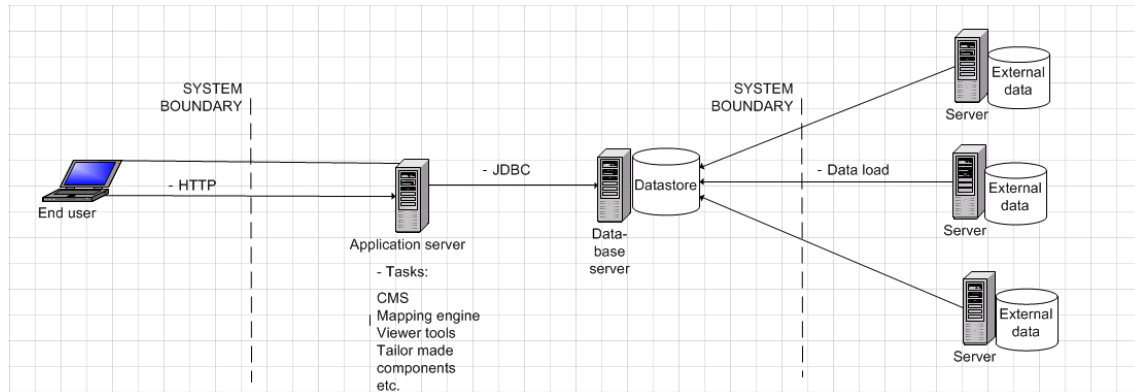 SYSTEM
BOUNDARY
- HTTP
End user
Application server
- Tasks:
CMS
Mapping engine
Viewer tools
Tailor made
components
etc.
- JDBC
Datastore
Data-
base
server
SYSTEM
BOUNDARY
- Data load
External
data
Server
External
data
Server
External
data
Server